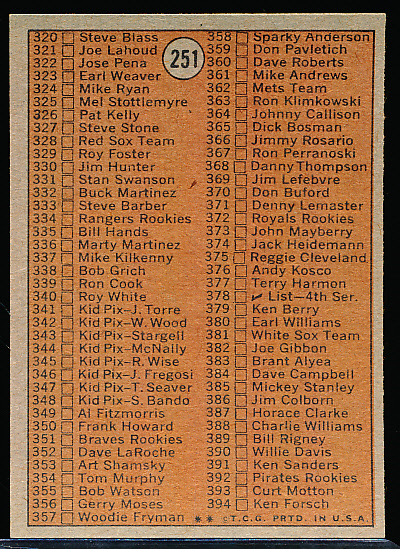 251
320 Steve Blass
321 Joe Lahoud
322 Jose Pena
323 Earl Weaver
324 Mike Ryan
325 Mel Stottlemyre
326 Pat Kelly
327 Steve Stone
328 Red Sox Team
329 Roy Foster
330 Jim Hunter
331 Stan Swanson
332 Buck Martinez
333 Steve Barber
334 Rangers Rookies
335 Bill Hands
336 Marty Martinez
337 Mike Kilkenny
338 Bob Grich
339 Ron Cook
340 Roy White
341 Kid Pix-J. Torre
342 Kid Pix-W. Wood
343 Kid Pix-Stargell
344 Kid Pix-McNally
345 Kid Pix-R. Wise
346 Kid Pix-J. Fregosi
347 Kid Pix-T. Seaver
348 Kid Pix-S. Bando
349 Al Fitzmorris
350 Frank Howard
351 Braves Rookies
352 Dave LaRoche
353 Art Shamsky
354 Tom Murphy
355 Bob Watson
356 Gerry Moses
357 Woodie Fryman
358 Sparky Anderson
359 Don Pavletich
360 Dave Roberts
361 Mike Andrews
362 Mets Team
363 Ron Klimkowski
364 Johnny Callison
365 Dick Bosman
366 Jimmy Rosario
367 Ron Perranoski
368 Danny Thompson
369 Jim Lefebvre
370 Don Buford
371 Denny Lemaster
372 Royals Rookies
373 John Mayberry
374 Jack Heidemann
375 Reggie Cleveland
376 Andy Kosco
377 Terry Harmon
378 ✓ List-4th Ser.
379 Ken Berry
380 Earl Williams
381 White Sox Team
382 Joe Gibbon
383 Brant Alyea
384 Dave Campbell
385 Mickey Stanley
386 Jim Colborn
387 Horace Clarke
388 Charlie Williams
389 Bill Rigney
390 Willie Davis
391 Ken Sanders
392 Pirates Rookies
393 Curt Motton
394 Ken Forsch
** ©T.C.G. PRTD. IN U.S.A.